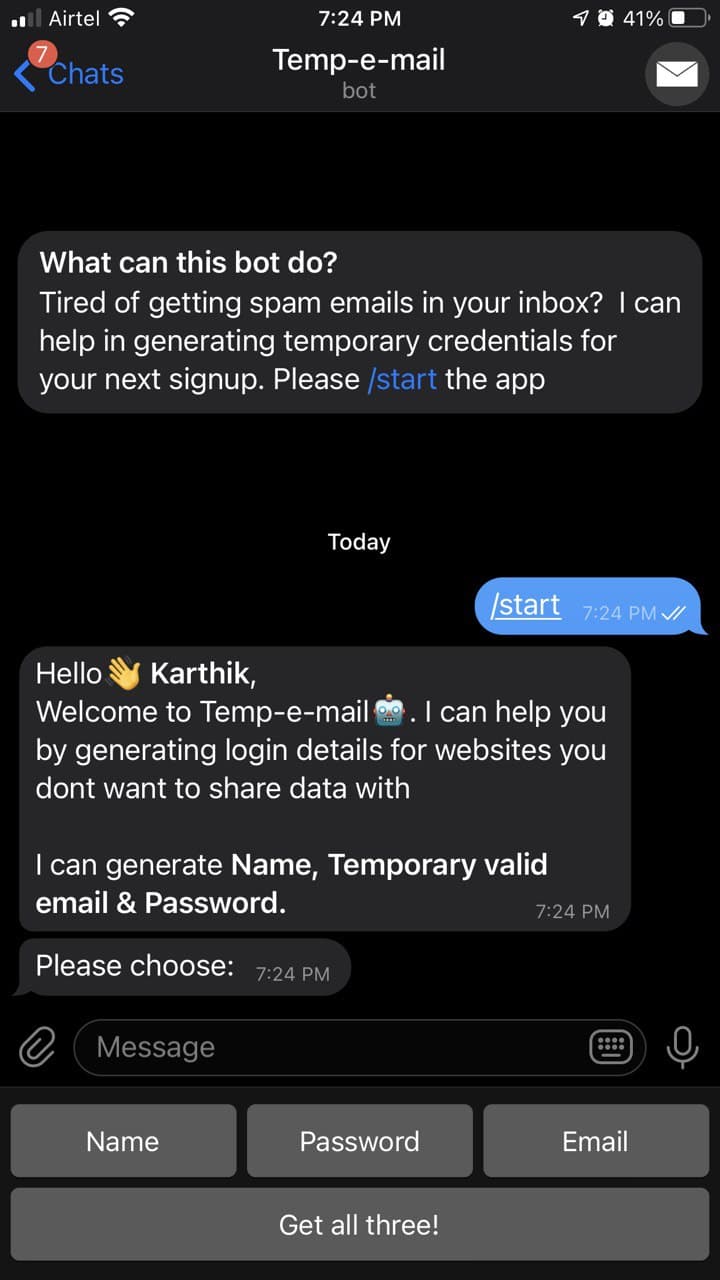 Airtel 7:24 PM 41%
7
Chats
Temp-e-mail
bot
What can this bot do?
Tired of getting spam emails in your inbox?  I can
help in generating temporary credentials for
your next signup. Please /start the app
Today
/start 7:24 PM
Hello👋 Karthik,
Welcome to Temp-e-mail🤖. I can help you
by generating login details for websites you
dont want to share data with
I can generate Name, Temporary valid
email & Password.
7:24 PM
Please choose: 7:24 PM
Message
Name Password Email
Get all three!